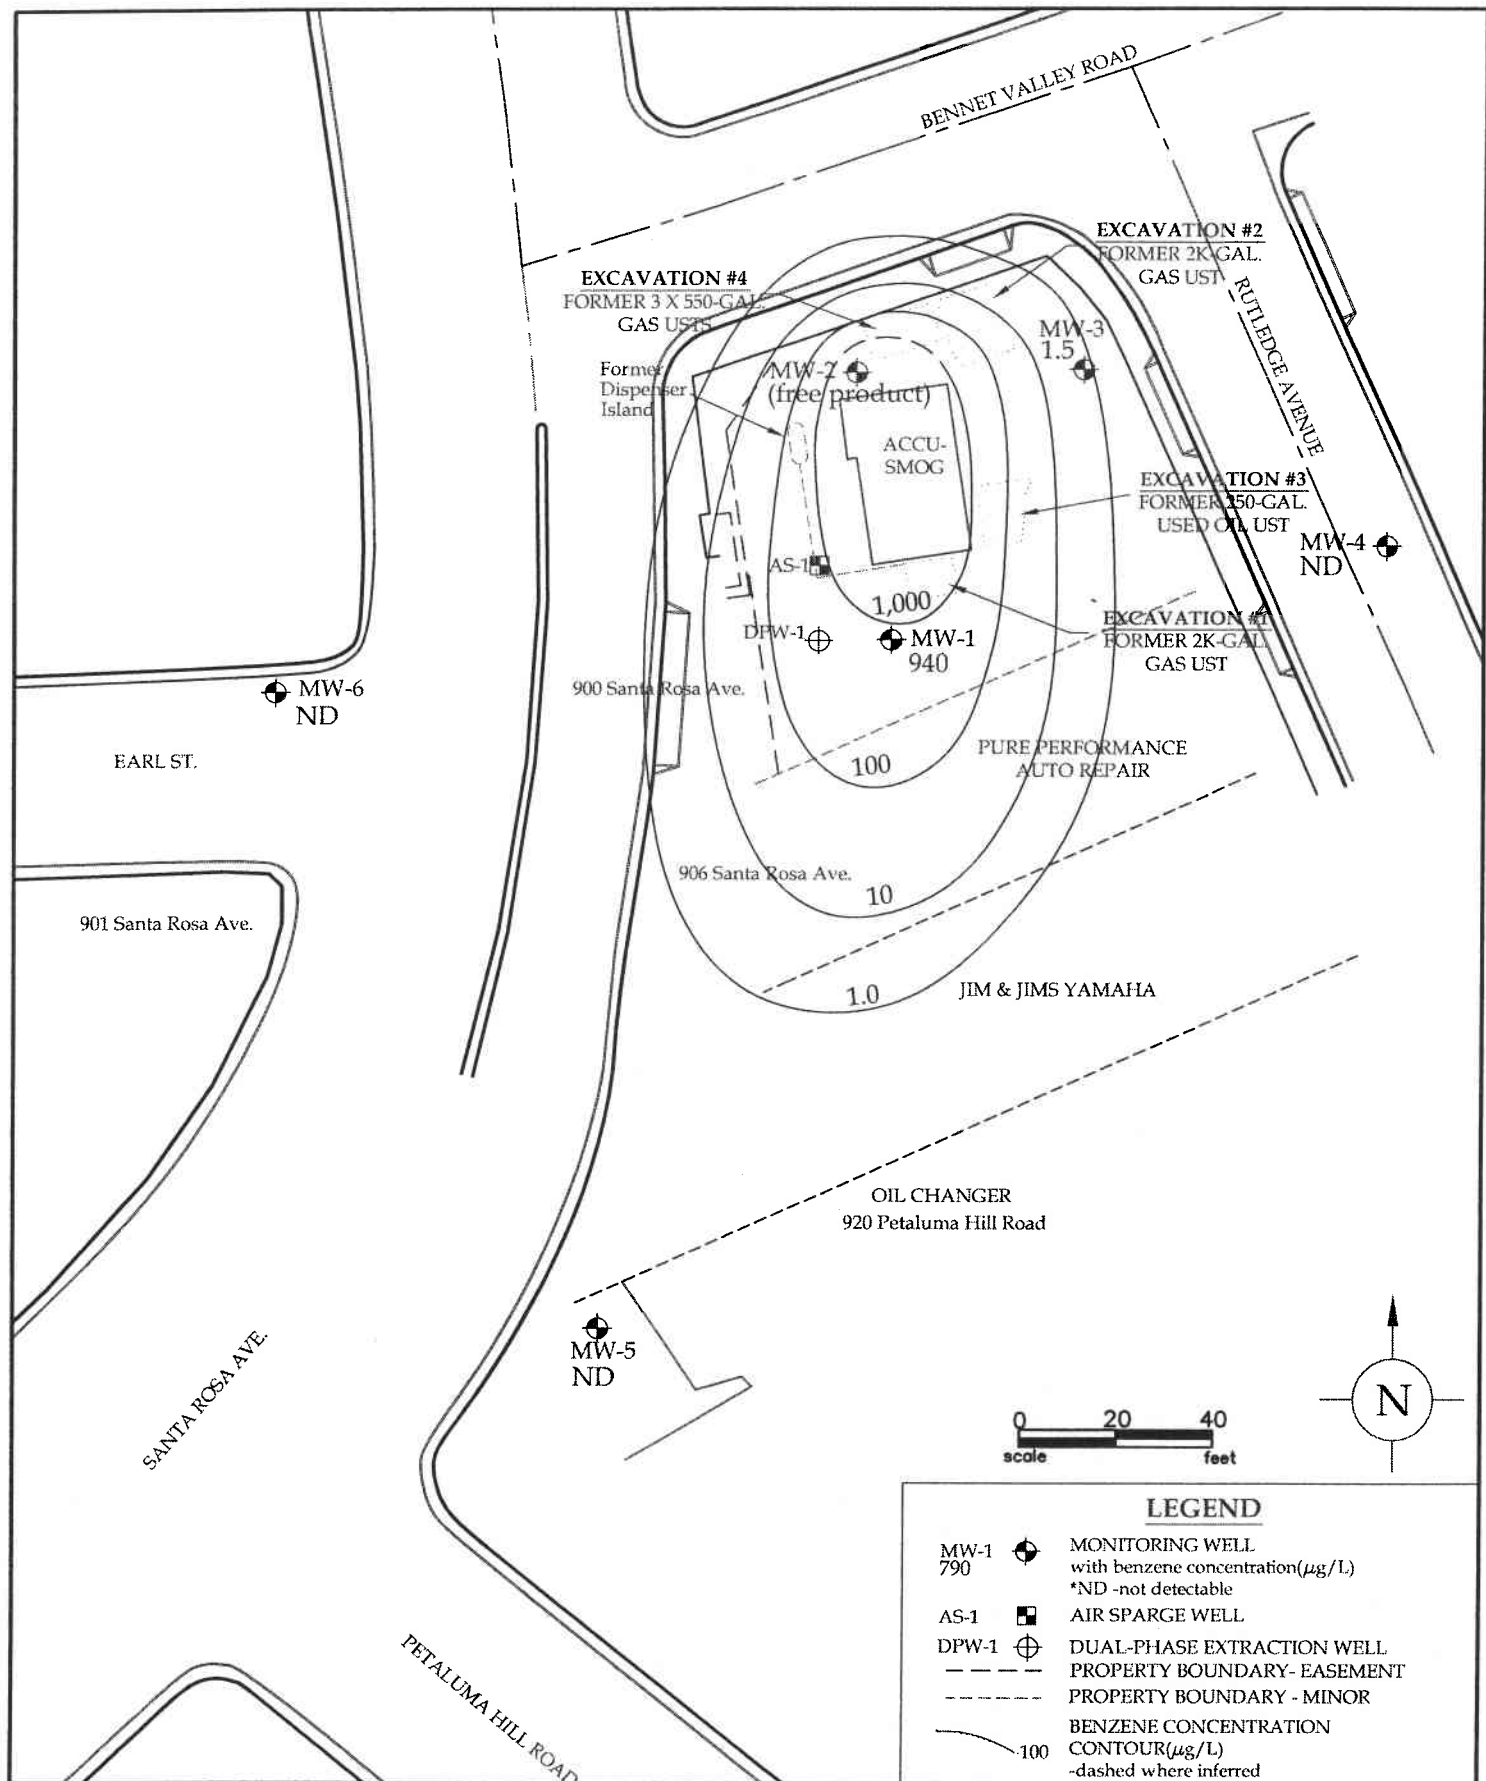 BENNET VALLEY ROAD
EXCAVATION #2
FORMER 2K-GAL.
GAS UST
EXCAVATION #4
FORMER 3 X 550-GAL.
GAS USTS
RUTLEDGE AVENUE
MW-3
1.5
Former
Dispenser
Island
MW-2
(free product)
ACCU-
SMOG
EXCAVATION #3
FORMER 250-GAL.
USED OIL UST
MW-4
ND
AS-1
1,000
EXCAVATION #1
FORMER 2K-GAL.
GAS UST
DPW-1
MW-1
940
MW-6
ND
900 Santa Rosa Ave.
EARL ST.
PURE PERFORMANCE
AUTO REPAIR
100
906 Santa Rosa Ave.
10
901 Santa Rosa Ave.
1.0
JIM & JIMS YAMAHA
OIL CHANGER
920 Petaluma Hill Road
MW-5
ND
SANTA ROSA AVE.
N
0 20 40
scale feet
PETALUMA HILL ROAD
LEGEND
MW-1
790
MONITORING WELL
with benzene concentration(µg/L)
*ND -not detectable
AS-1 AIR SPARGE WELL
DPW-1 DUAL-PHASE EXTRACTION WELL
PROPERTY BOUNDARY- EASEMENT
PROPERTY BOUNDARY - MINOR
BENZENE CONCENTRATION
100 CONTOUR(µg/L)
-dashed where inferred